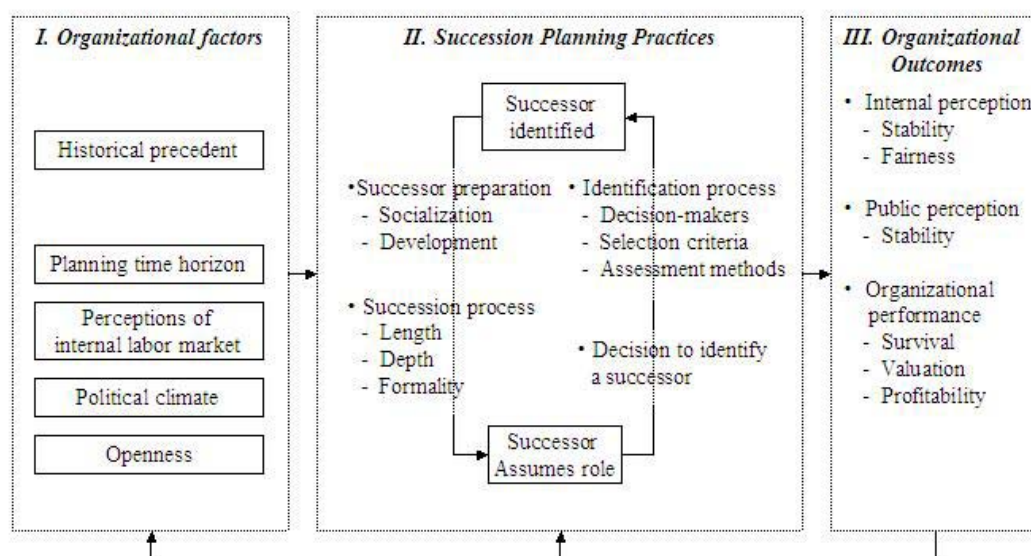 I. Organizational factors
Historical precedent
Planning time horizon
Perceptions of
internal labor market
Political climate
Openness
II. Succession Planning Practices
Successor
identified
•Successor preparation
- Socialization
- Development
• Succession process
- Length
- Depth
- Formality
• Identification process
- Decision-makers
- Selection criteria
- Assessment methods
• Decision to identify
a successor
Successor
Assumes role
III. Organizational
Outcomes
• Internal perception
- Stability
- Fairness
• Public perception
- Stability
• Organizational
performance
- Survival
- Valuation
- Profitability